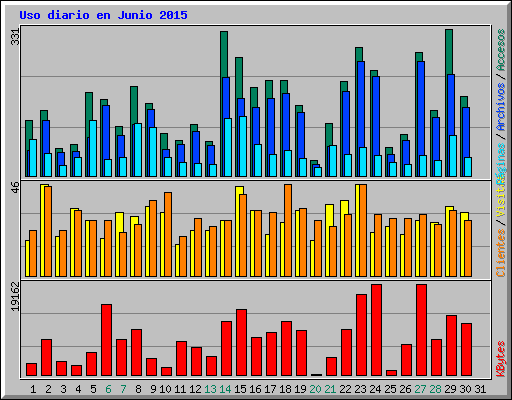 Uso diario en Junio 2015
331
46
19162
Accesos / Archivos / Páginas
Clientes / Visitas
KBytes
1 2 3 4 5 6 7 8 9 10 11 12 13 14 15 16 17 18 19 20 21 22 23 24 25 26 27 28 29 30 31